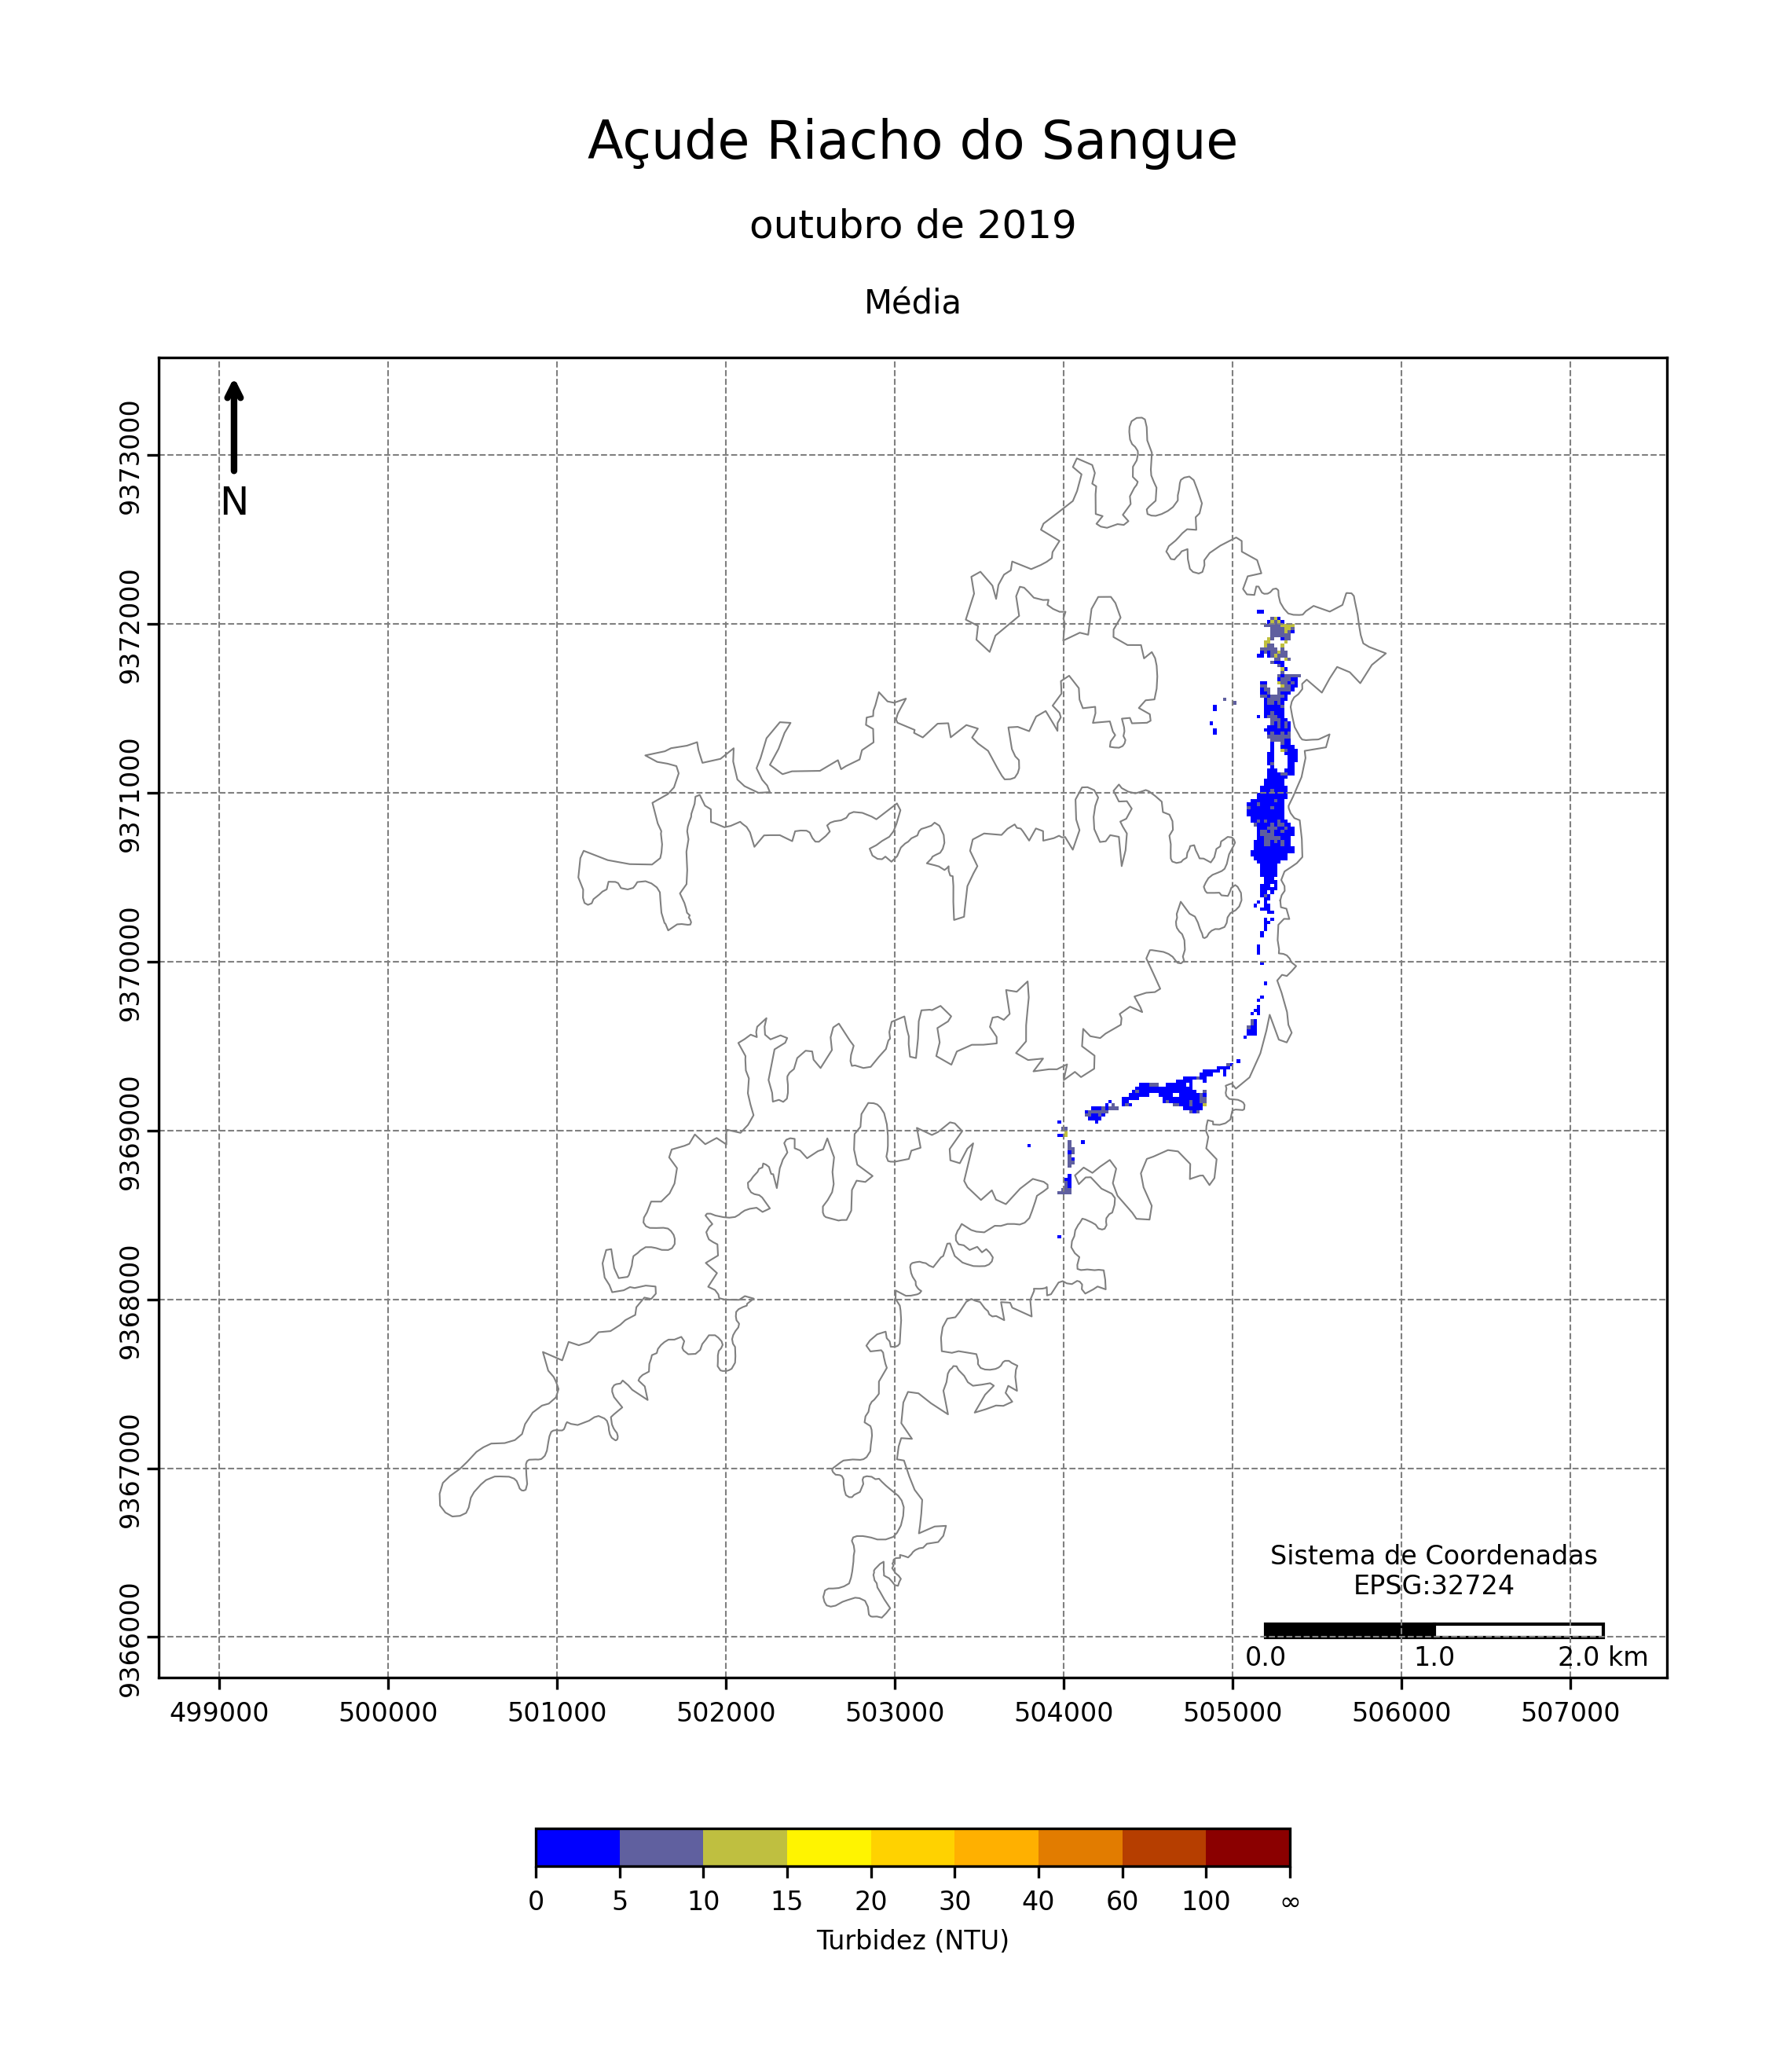 Açude Riacho do Sangue
outubro de 2019
Média
N
9373000
9372000
9371000
9370000
9369000
9368000
9367000
9366000
Sistema de Coordenadas
EPSG:32724
0.0 1.0 2.0 km
499000 500000 501000 502000 503000 504000 505000 506000 507000
0 5 10 15 20 30 40 60 100 ∞
Turbidez (NTU)